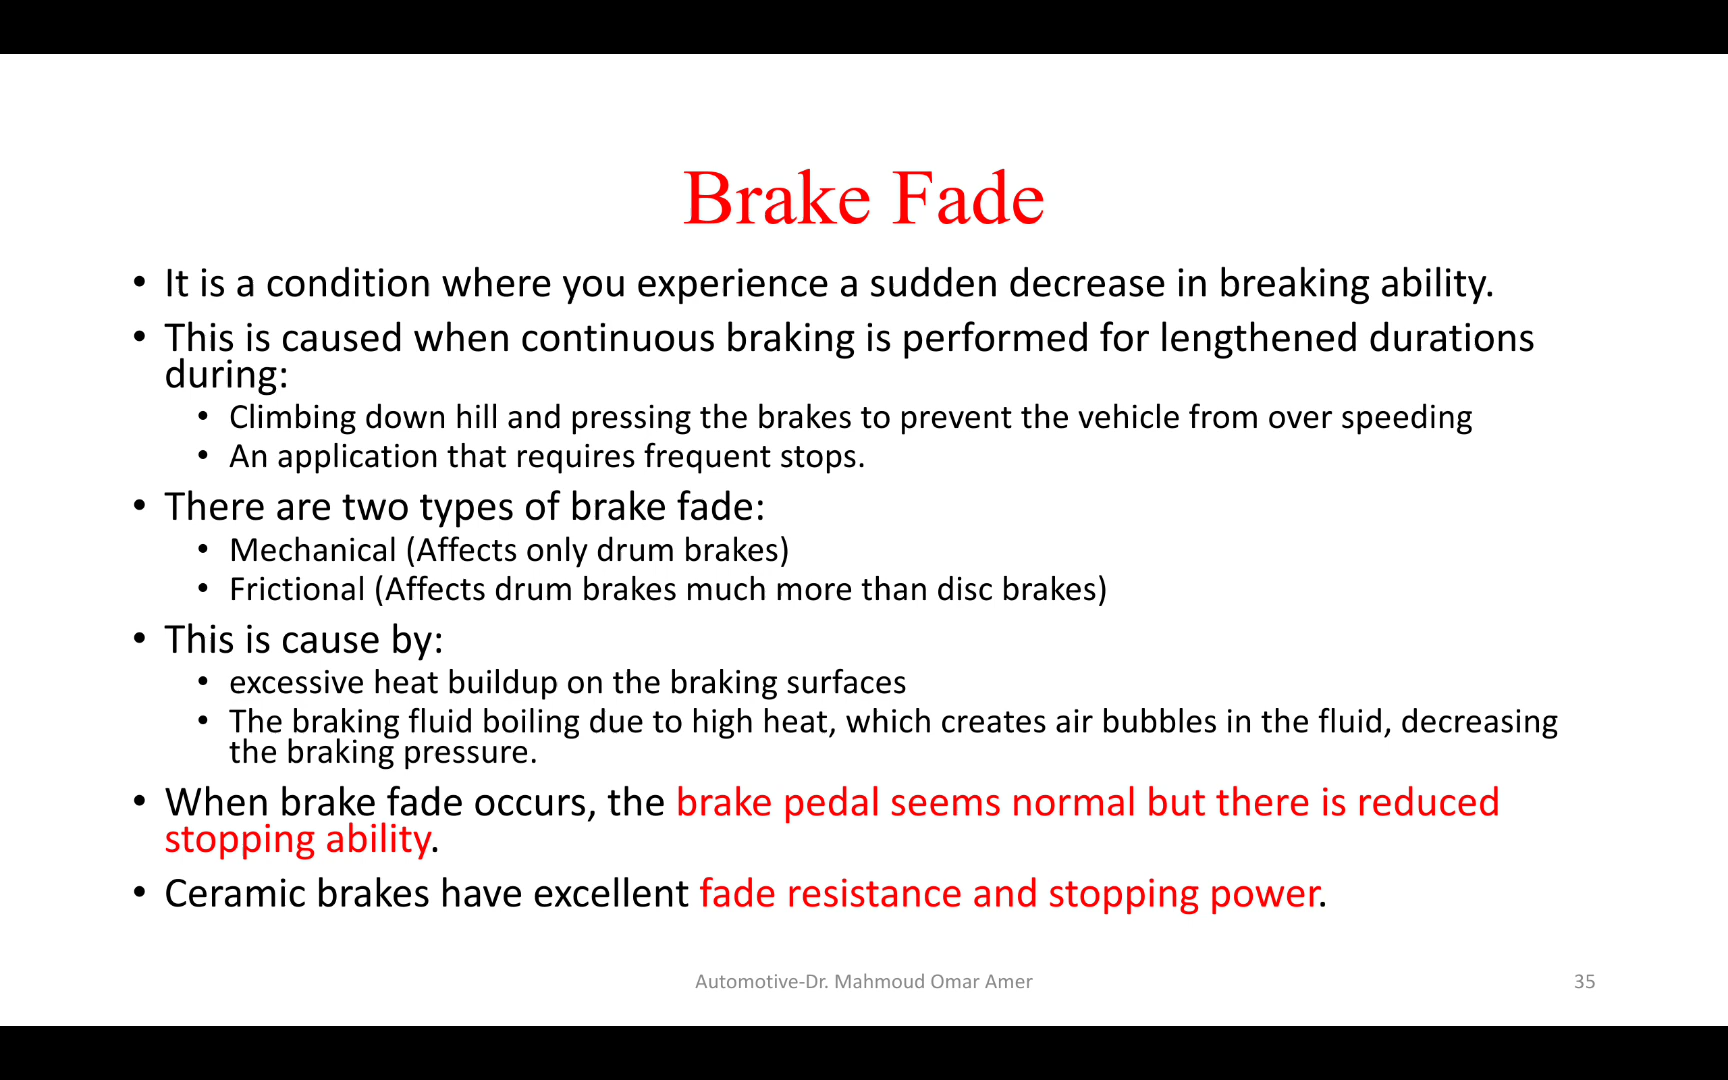 Brake Fade
• It is a condition where you experience a sudden decrease in breaking ability.
• This is caused when continuous braking is performed for lengthened durations
during:
• Climbing down hill and pressing the brakes to prevent the vehicle from over speeding
• An application that requires frequent stops.
• There are two types of brake fade:
• Mechanical (Affects only drum brakes)
• Frictional (Affects drum brakes much more than disc brakes)
• This is cause by:
• excessive heat buildup on the braking surfaces
• The braking fluid boiling due to high heat, which creates air bubbles in the fluid, decreasing
the braking pressure.
• When brake fade occurs, the brake pedal seems normal but there is reduced
stopping ability.
• Ceramic brakes have excellent fade resistance and stopping power.
Automotive-Dr. Mahmoud Omar Amer
35